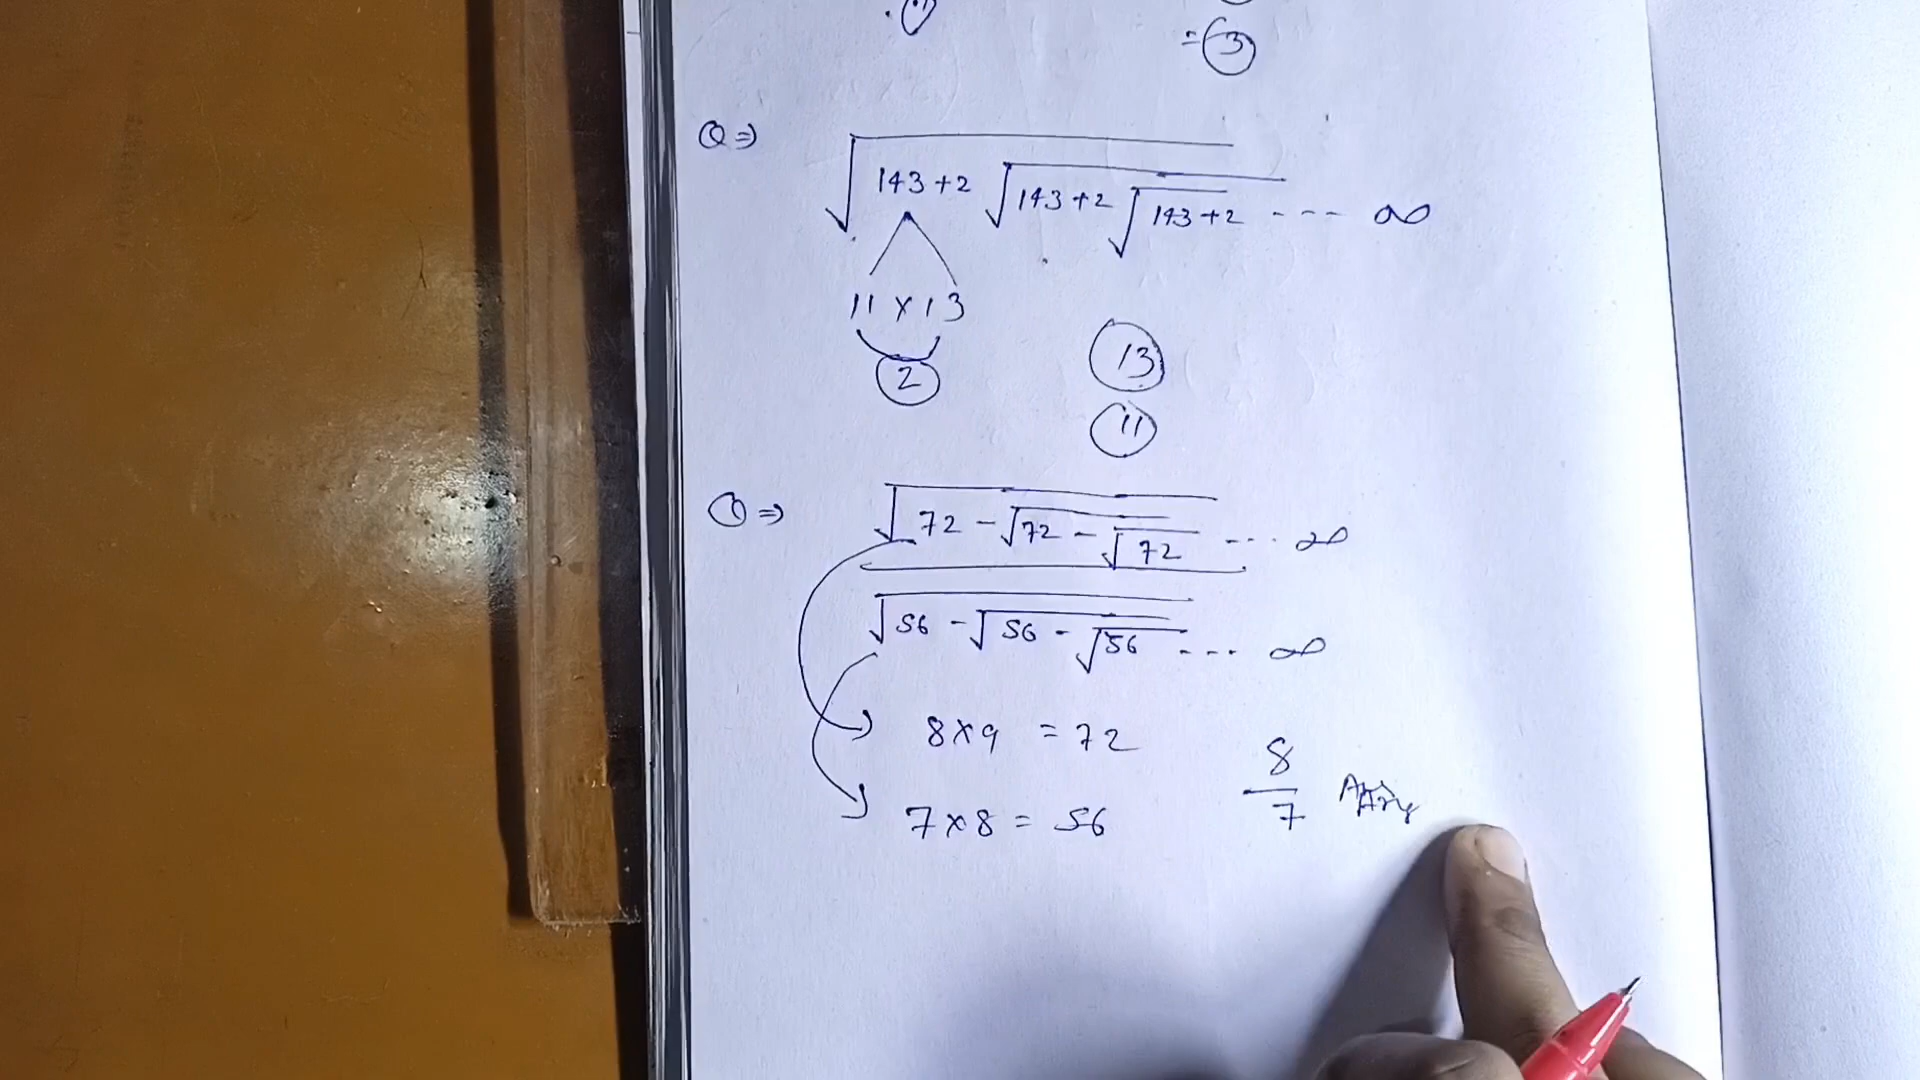 = 3
Q ⇒ √143+2 √143+2 √143+2 --- ∞
11 × 13
2
13
11
Q ⇒ √72 - √72 - √72 --- ∞
√56 - √56 - √56 --- ∞
8×9 = 72
7×8 = 56
8
7